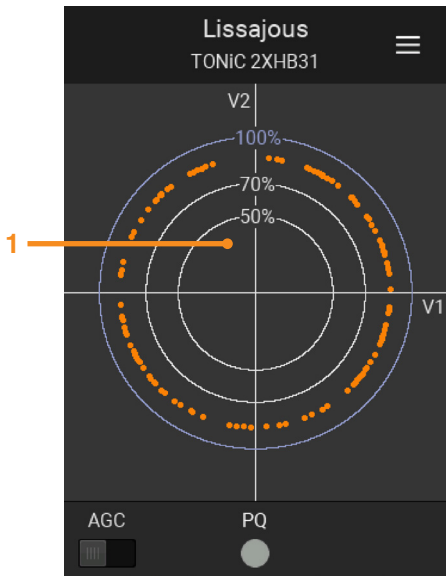 Lissajous
TONiC 2XHB31
V2
100%
70%
50%
1
V1
AGC
PQ